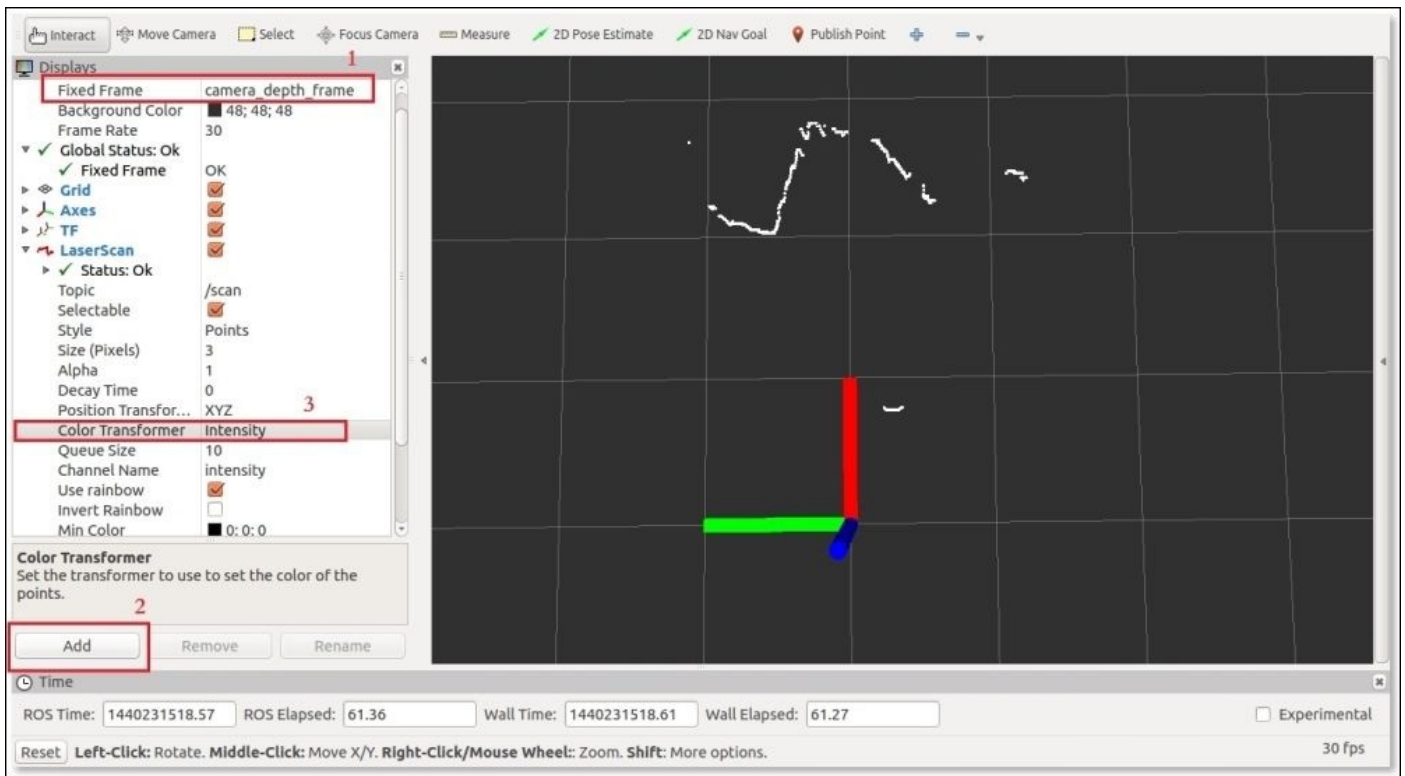 Interact Move Camera Select Focus Camera Measure 2D Pose Estimate 2D Nav Goal Publish Point
1
Displays
Fixed Frame camera_depth_frame
Background Color 48; 48; 48
Frame Rate 30
Global Status: Ok
Fixed Frame OK
Grid
Axes
TF
LaserScan
Status: Ok
Topic /scan
Selectable
Style Points
Size (Pixels) 3
Alpha 1
Decay Time 0
Position Transfor... XYZ
3
Color Transformer Intensity
Queue Size 10
Channel Name intensity
Use rainbow
Invert Rainbow
Min Color 0; 0; 0
Color Transformer
Set the transformer to use to set the color of the
points.
2
Add Remove Rename
Time
ROS Time: 1440231518.57 ROS Elapsed: 61.36 Wall Time: 1440231518.61 Wall Elapsed: 61.27 Experimental
Reset Left-Click: Rotate. Middle-Click: Move X/Y. Right-Click/Mouse Wheel:: Zoom. Shift: More options. 30 fps